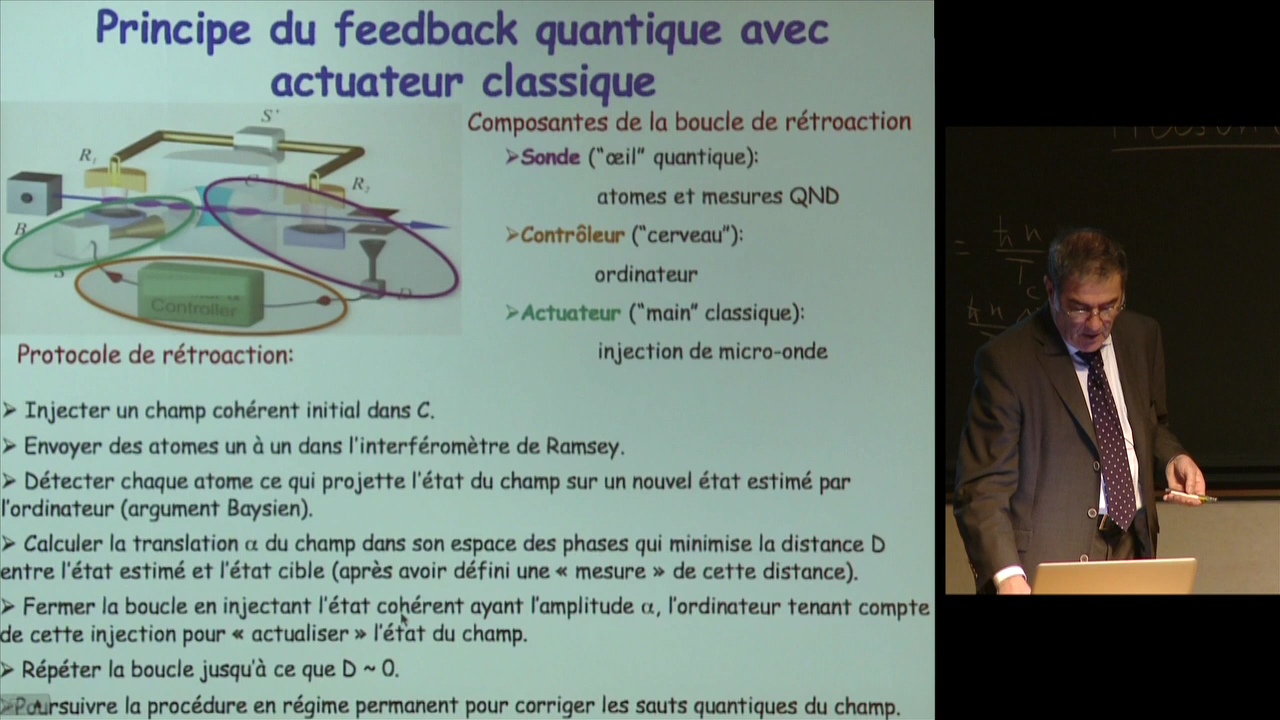 Principe du feedback quantique avec
actuateur classique
S'
R1
R2
C
B
S
D
Controller
Composantes de la boucle de rétroaction
➢Sonde ("œil" quantique):
atomes et mesures QND
➢Contrôleur ("cerveau"):
ordinateur
➢Actuateur ("main" classique):
injection de micro-onde
Protocole de rétroaction:
➢ Injecter un champ cohérent initial dans C.
➢ Envoyer des atomes un à un dans l'interféromètre de Ramsey.
➢ Détecter chaque atome ce qui projette l'état du champ sur un nouvel état estimé par
l'ordinateur (argument Baysien).
➢ Calculer la translation α du champ dans son espace des phases qui minimise la distance D
entre l'état estimé et l'état cible (après avoir défini une « mesure » de cette distance).
➢ Fermer la boucle en injectant l'état cohérent ayant l'amplitude α, l'ordinateur tenant compte
de cette injection pour « actualiser » l'état du champ.
➢ Répéter la boucle jusqu'à ce que D ~ 0.
➢Poursuivre la procédure en régime permanent pour corriger les sauts quantiques du champ.
= ħ n
Tc
ħ n